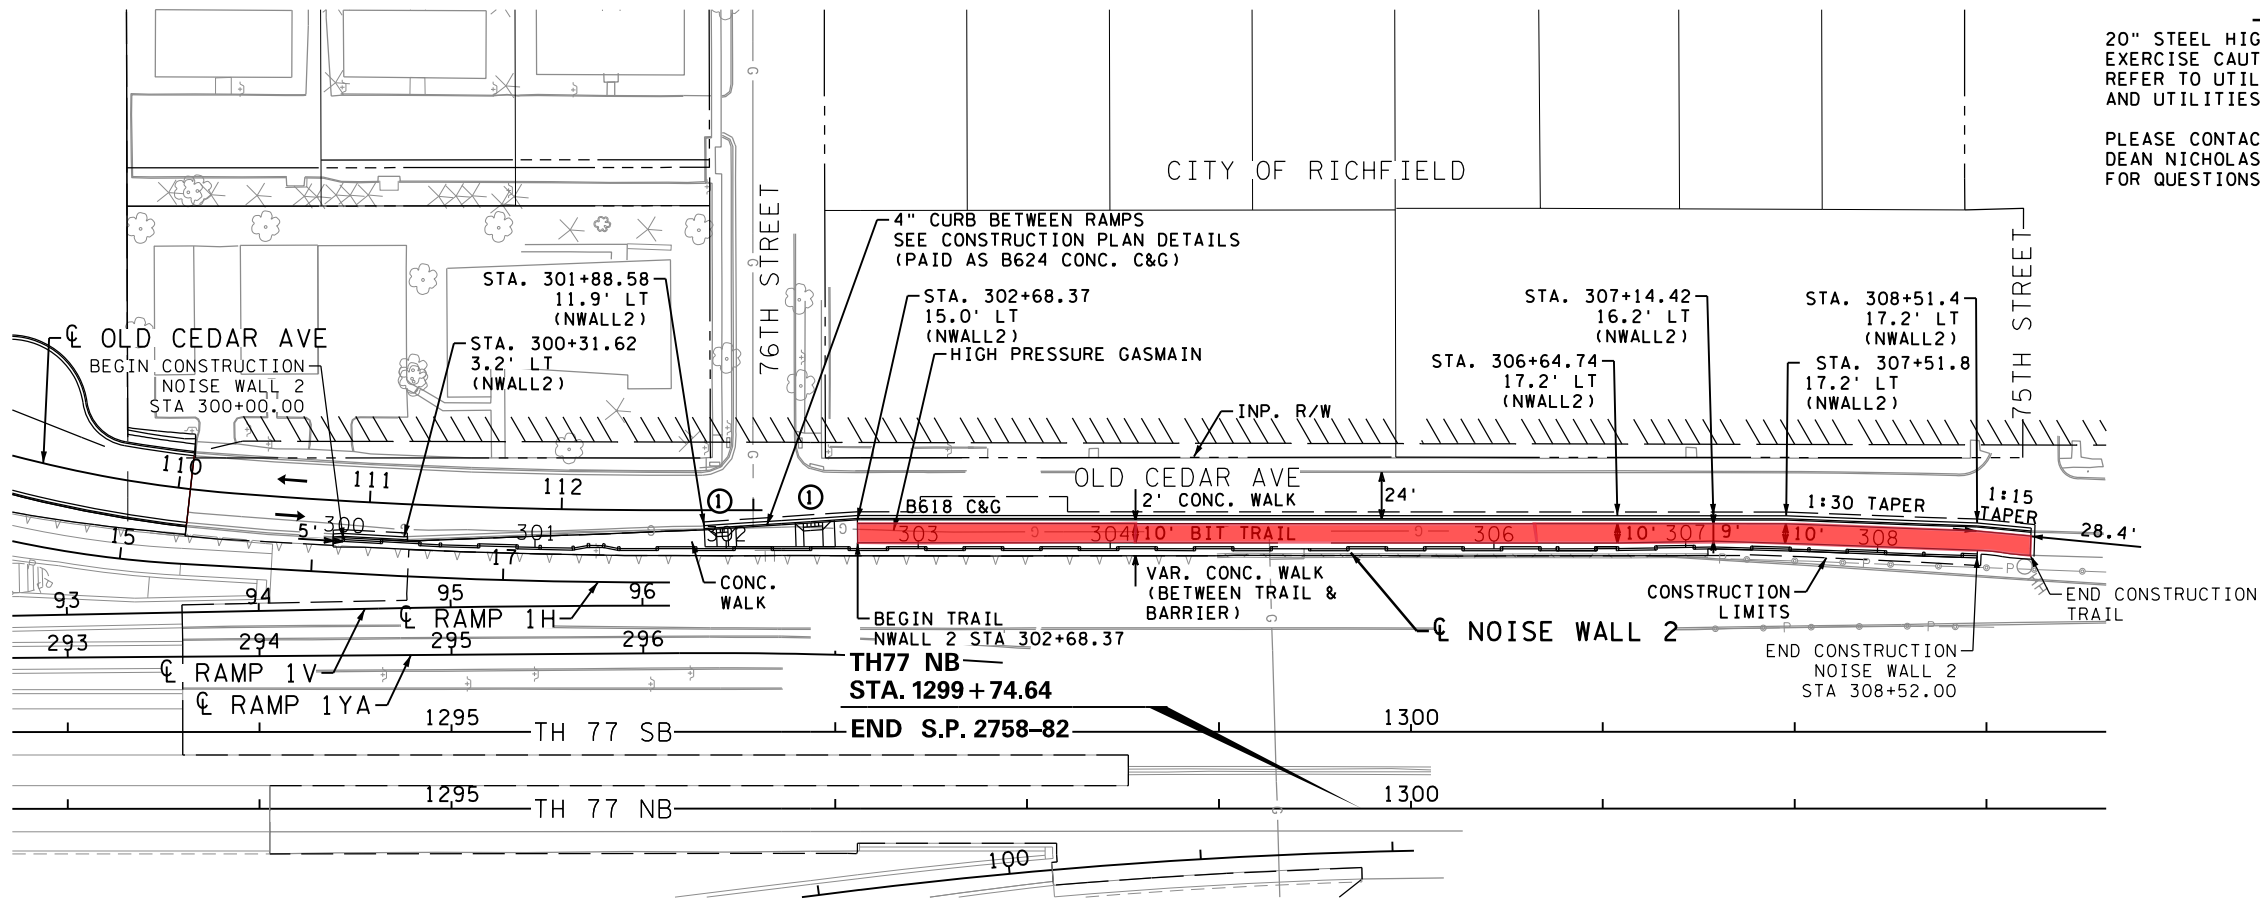 20" STEEL HIG
EXERCISE CAUT
REFER TO UTIL
AND UTILITIES
PLEASE CONTAC
DEAN NICHOLAS
FOR QUESTIONS
CITY OF RICHFIELD
76TH STREET
75TH STREET
4" CURB BETWEEN RAMPS
SEE CONSTRUCTION PLAN DETAILS
(PAID AS B624 CONC. C&G)
STA. 301+88.58
11.9' LT
(NWALL2)
STA. 302+68.37
15.0' LT
(NWALL2)
STA. 307+14.42
16.2' LT
(NWALL2)
STA. 308+51.4
17.2' LT
(NWALL2)
℄ OLD CEDAR AVE
BEGIN CONSTRUCTION
NOISE WALL 2
STA 300+00.00
STA. 300+31.62
3.2' LT
(NWALL2)
HIGH PRESSURE GASMAIN
STA. 306+64.74
17.2' LT
(NWALL2)
STA. 307+51.8
17.2' LT
(NWALL2)
INP. R/W
110
111
112
OLD CEDAR AVE
24'
1
1
B618 C&G
2' CONC. WALK
1:30 TAPER
1:15
TAPER
28.4'
15
5'
300
301
302
303
304
10' BIT TRAIL
306
10'
307
9'
10'
308
17
CONC.
WALK
VAR. CONC. WALK
(BETWEEN TRAIL &
BARRIER)
CONSTRUCTION
LIMITS
END CONSTRUCTION
TRAIL
93
94
95
96
℄ RAMP 1H
BEGIN TRAIL
NWALL 2 STA 302+68.37
℄ NOISE WALL 2
293
294
295
296
℄ RAMP 1V
℄ RAMP 1YA
END CONSTRUCTION
NOISE WALL 2
STA 308+52.00
TH77 NB
STA. 1299+74.64
END S.P. 2758–82
1295
TH 77 SB
1300
1295
TH 77 NB
1300
100
G
G
G
G
G
G
G
G
G
P
P
P
P
P
MH